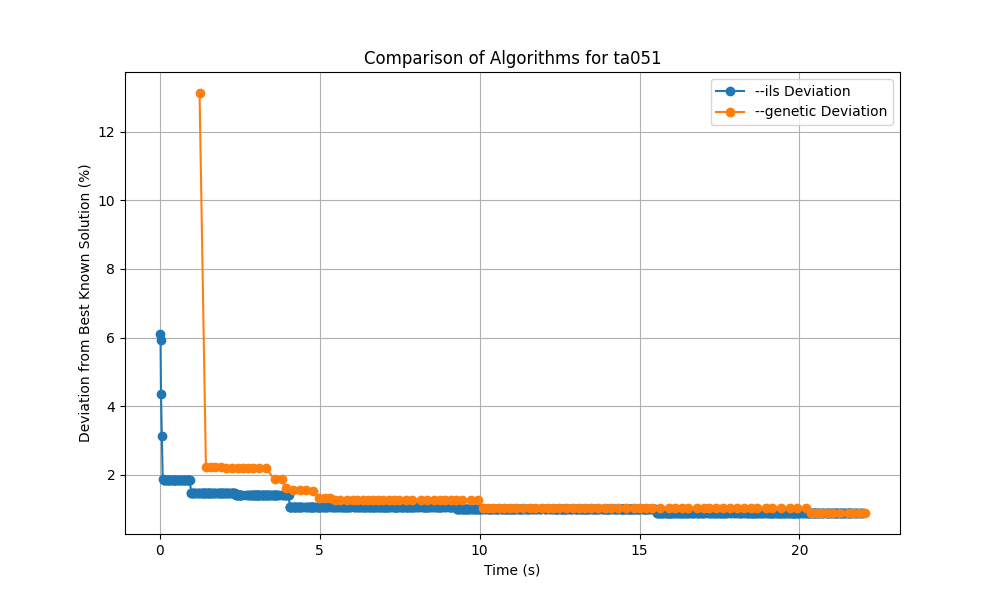 Comparison of Algorithms for ta051
--ils Deviation
--genetic Deviation
Deviation from Best Known Solution (%)
12
10
8
6
4
2
0
5
10
15
20
Time (s)